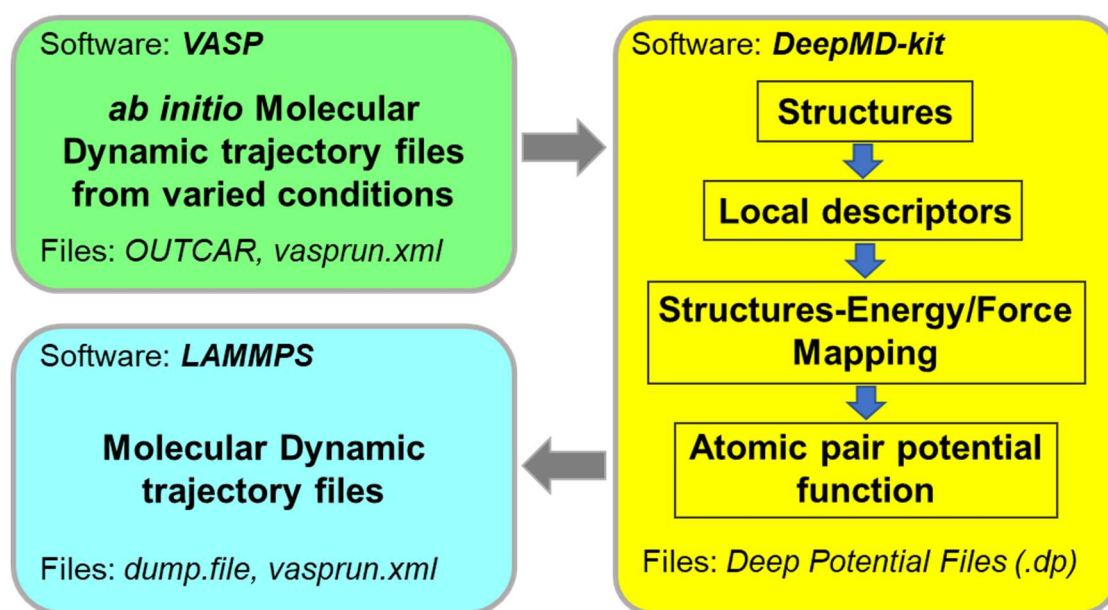 Software: VASP
ab initio Molecular
Dynamic trajectory files
from varied conditions
Files: OUTCAR, vasprun.xml
Software: DeepMD-kit
Structures
Local descriptors
Structures-Energy/Force
Mapping
Atomic pair potential
function
Files: Deep Potential Files (.dp)
Software: LAMMPS
Molecular Dynamic
trajectory files
Files: dump.file, vasprun.xml